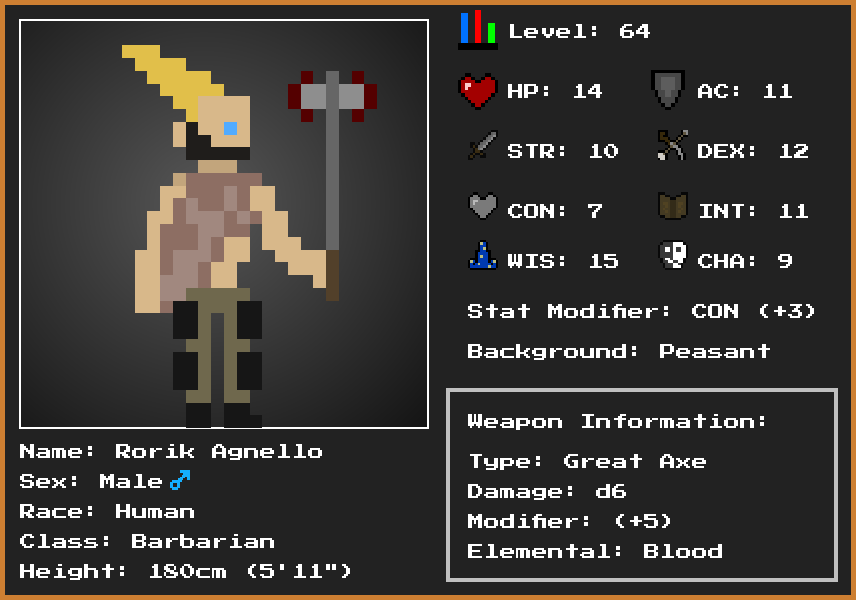 Level: 64
HP: 14
AC: 11
STR: 10
DEX: 12
CON: 7
INT: 11
WIS: 15
CHA: 9
Stat Modifier: CON (+3)
Background: Peasant
Weapon Information:
Type: Great Axe
Damage: d6
Modifier: (+5)
Elemental: Blood
Name: Rorik Agnello
Sex: Male♂
Race: Human
Class: Barbarian
Height: 180cm (5'11")